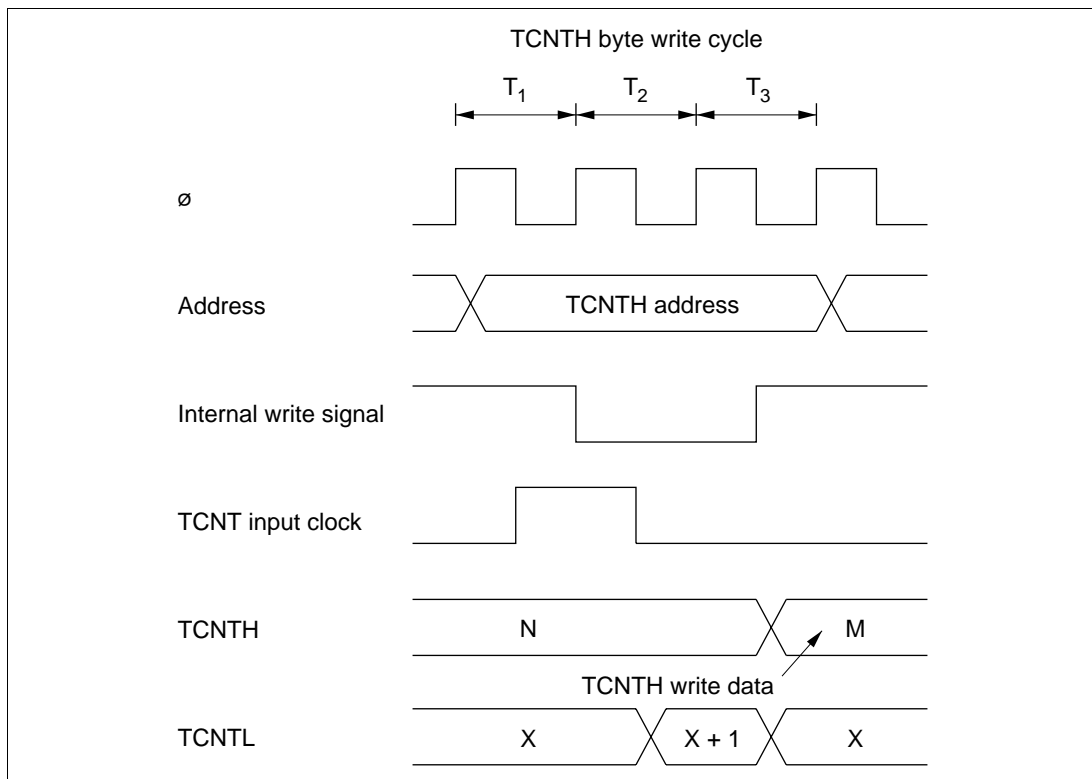 TCNTH byte write cycle
T1 T2 T3
ø
Address TCNTH address
Internal write signal
TCNT input clock
TCNTH N M
TCNTH write data
TCNTL X X + 1 X